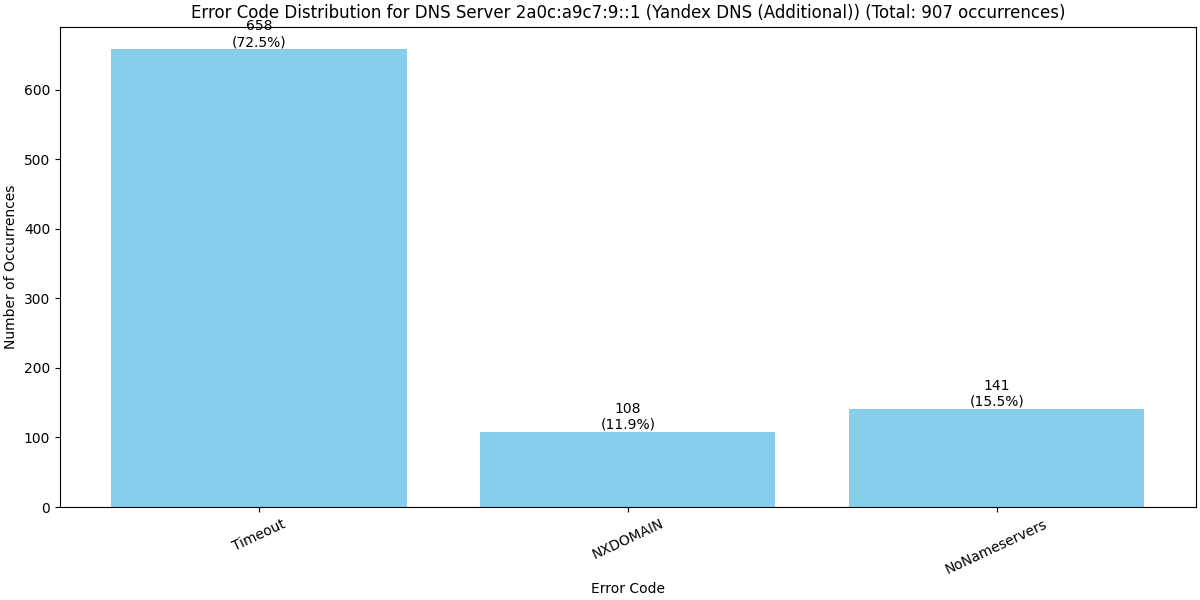 Error Code Distribution for DNS Server 2a0c:a9c7:9::1 (Yandex DNS (Additional)) (Total: 907 occurrences)
658
(72.5%)
600
500
400
300
200
100
0
Number of Occurrences
108
(11.9%)
141
(15.5%)
Timeout
NXDOMAIN
NoNameservers
Error Code